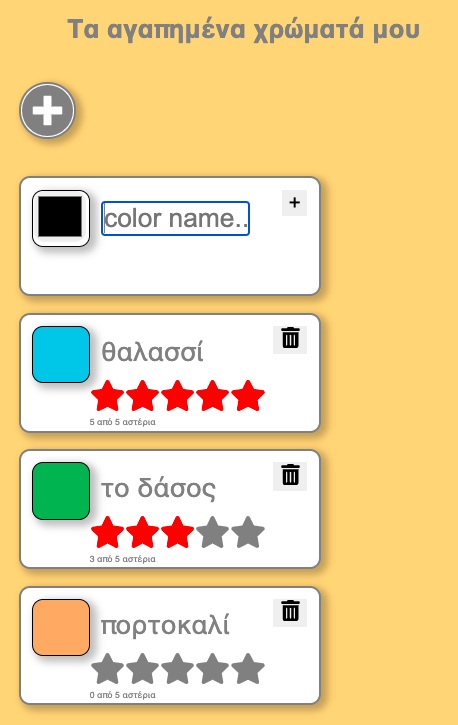 Τα αγαπημένα χρώματά μου
color name..
+
θαλασσί
5 από 5 αστέρια
το δάσος
3 από 5 αστέρια
πορτοκαλί
0 από 5 αστέρια